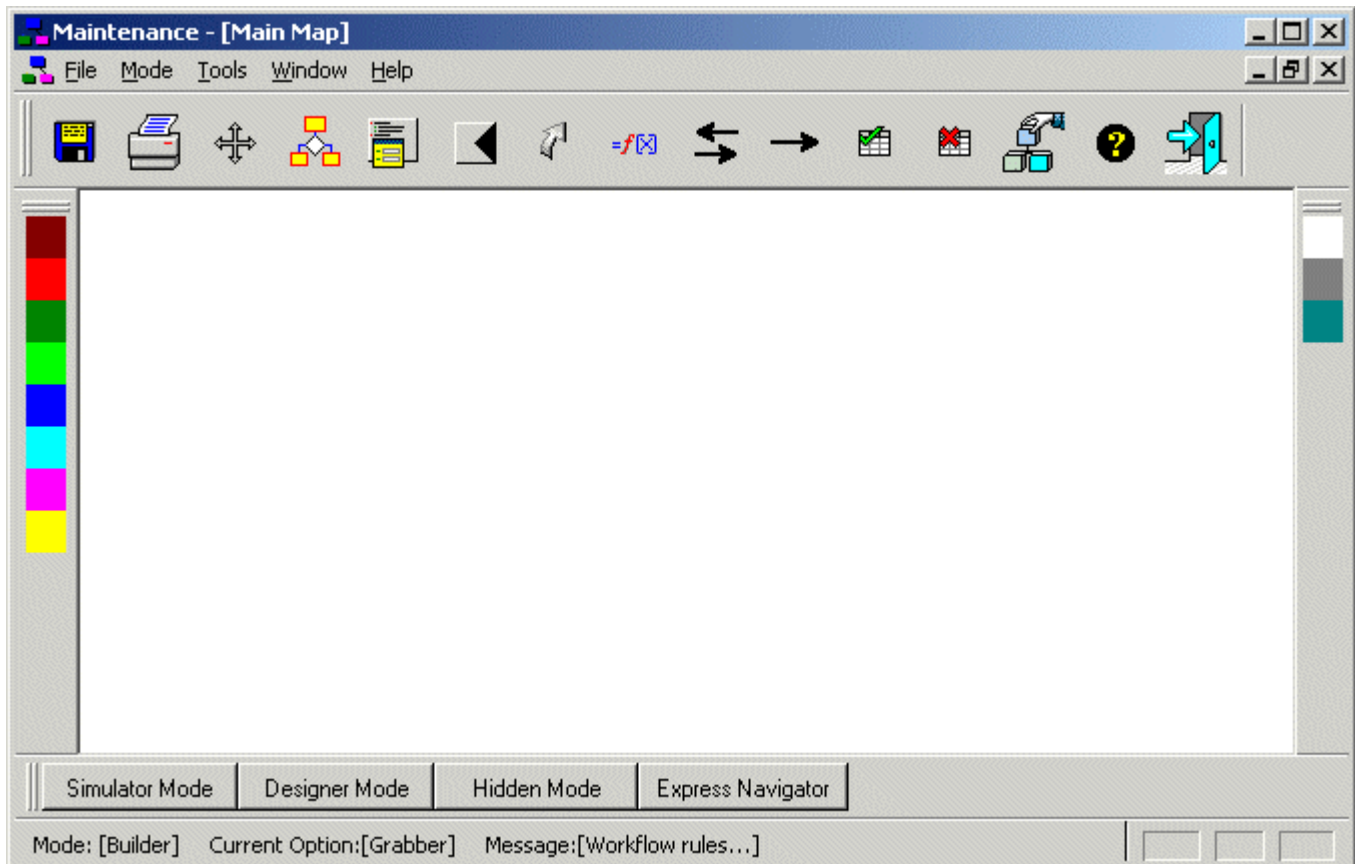 Maintenance - [Main Map]
File Mode Tools Window Help
=f(x)
?
Simulator Mode Designer Mode Hidden Mode Express Navigator
Mode: [Builder] Current Option:[Grabber] Message:[Workflow rules...]